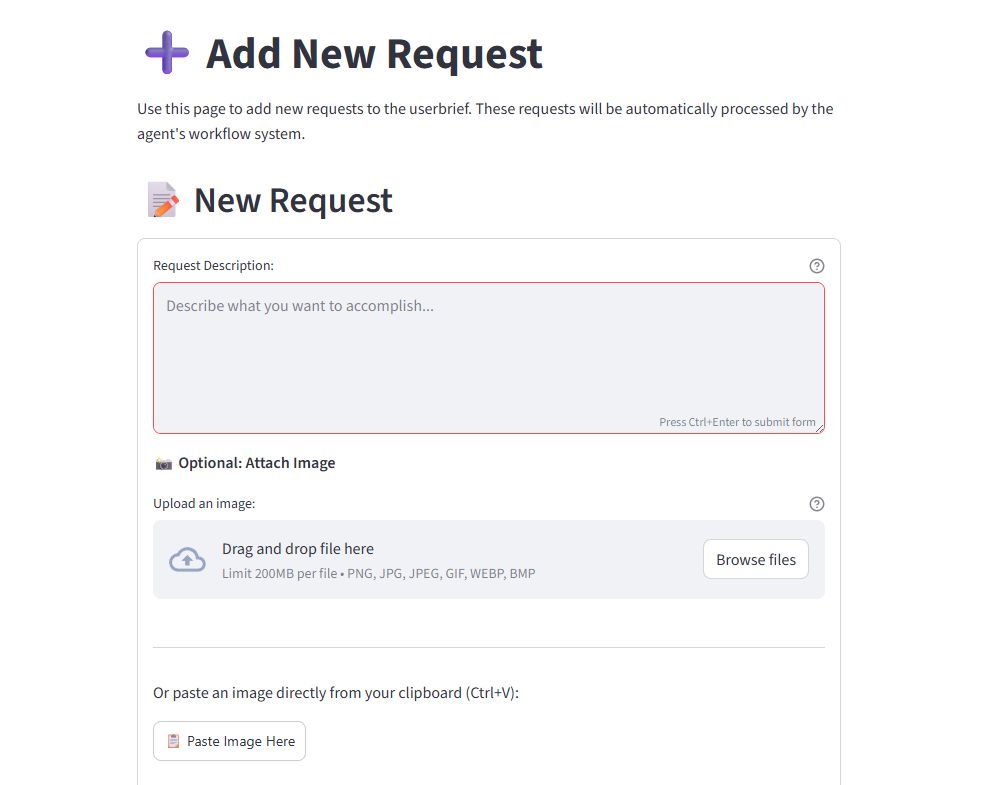 Add New Request
Use this page to add new requests to the userbrief. These requests will be automatically processed by the
agent's workflow system.
New Request
Request Description:
Describe what you want to accomplish...
Press Ctrl+Enter to submit form
Optional: Attach Image
Upload an image:
Drag and drop file here
Limit 200MB per file • PNG, JPG, JPEG, GIF, WEBP, BMP
Browse files
Or paste an image directly from your clipboard (Ctrl+V):
Paste Image Here